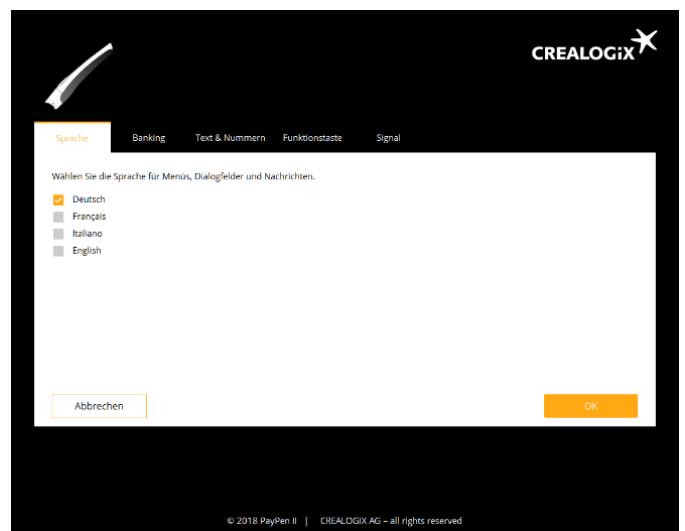 CREALOGIX
Sprache Banking Text & Nummern Funktionstaste Signal
Wählen Sie die Sprache für Menüs, Dialogfelder und Nachrichten.
Deutsch
Français
Italiano
English
Abbrechen OK
© 2018 PayPen II | CREALOGIX AG – all rights reserved